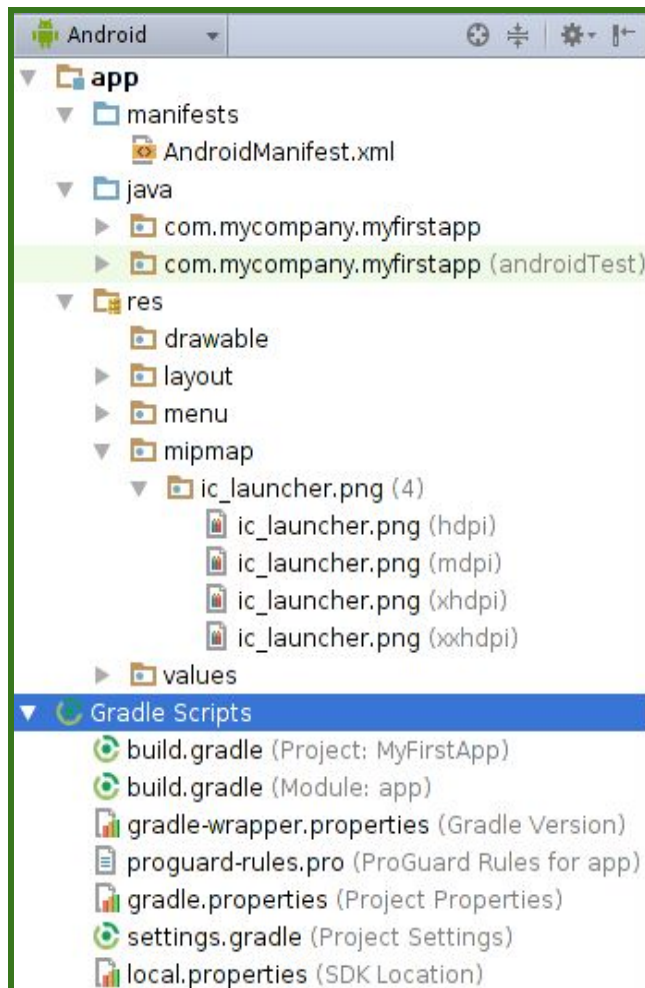 Android
app
manifests
AndroidManifest.xml
java
com.mycompany.myfirstapp
com.mycompany.myfirstapp (androidTest)
res
drawable
layout
menu
mipmap
ic_launcher.png (4)
ic_launcher.png (hdpi)
ic_launcher.png (mdpi)
ic_launcher.png (xhdpi)
ic_launcher.png (xxhdpi)
values
Gradle Scripts
build.gradle (Project: MyFirstApp)
build.gradle (Module: app)
gradle-wrapper.properties (Gradle Version)
proguard-rules.pro (ProGuard Rules for app)
gradle.properties (Project Properties)
settings.gradle (Project Settings)
local.properties (SDK Location)